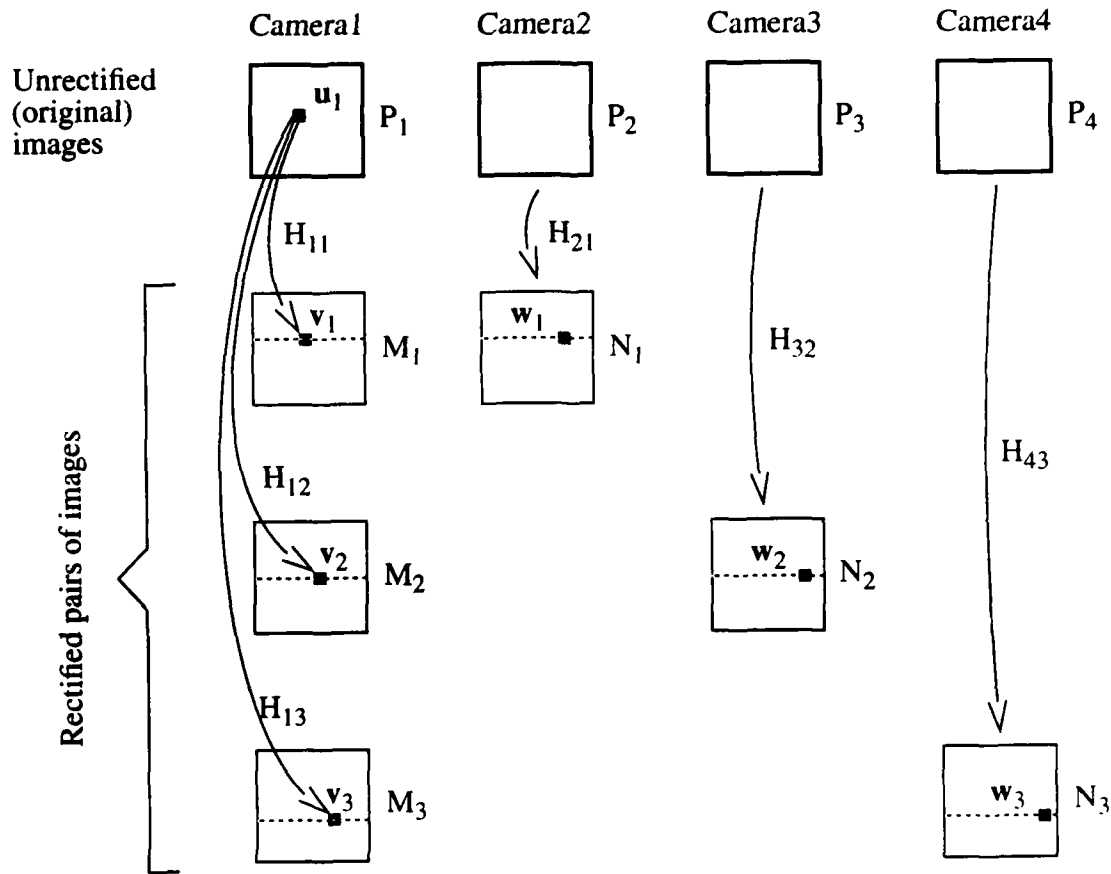 Camera1 Camera2 Camera3 Camera4
Unrectified
(original)
images
u1 P1 P2 P3 P4
H11 H21
v1 M1 w1 N1
H32
H12 H43
v2 M2 w2 N2
H13
v3 M3 w3 N3
Rectified pairs of images